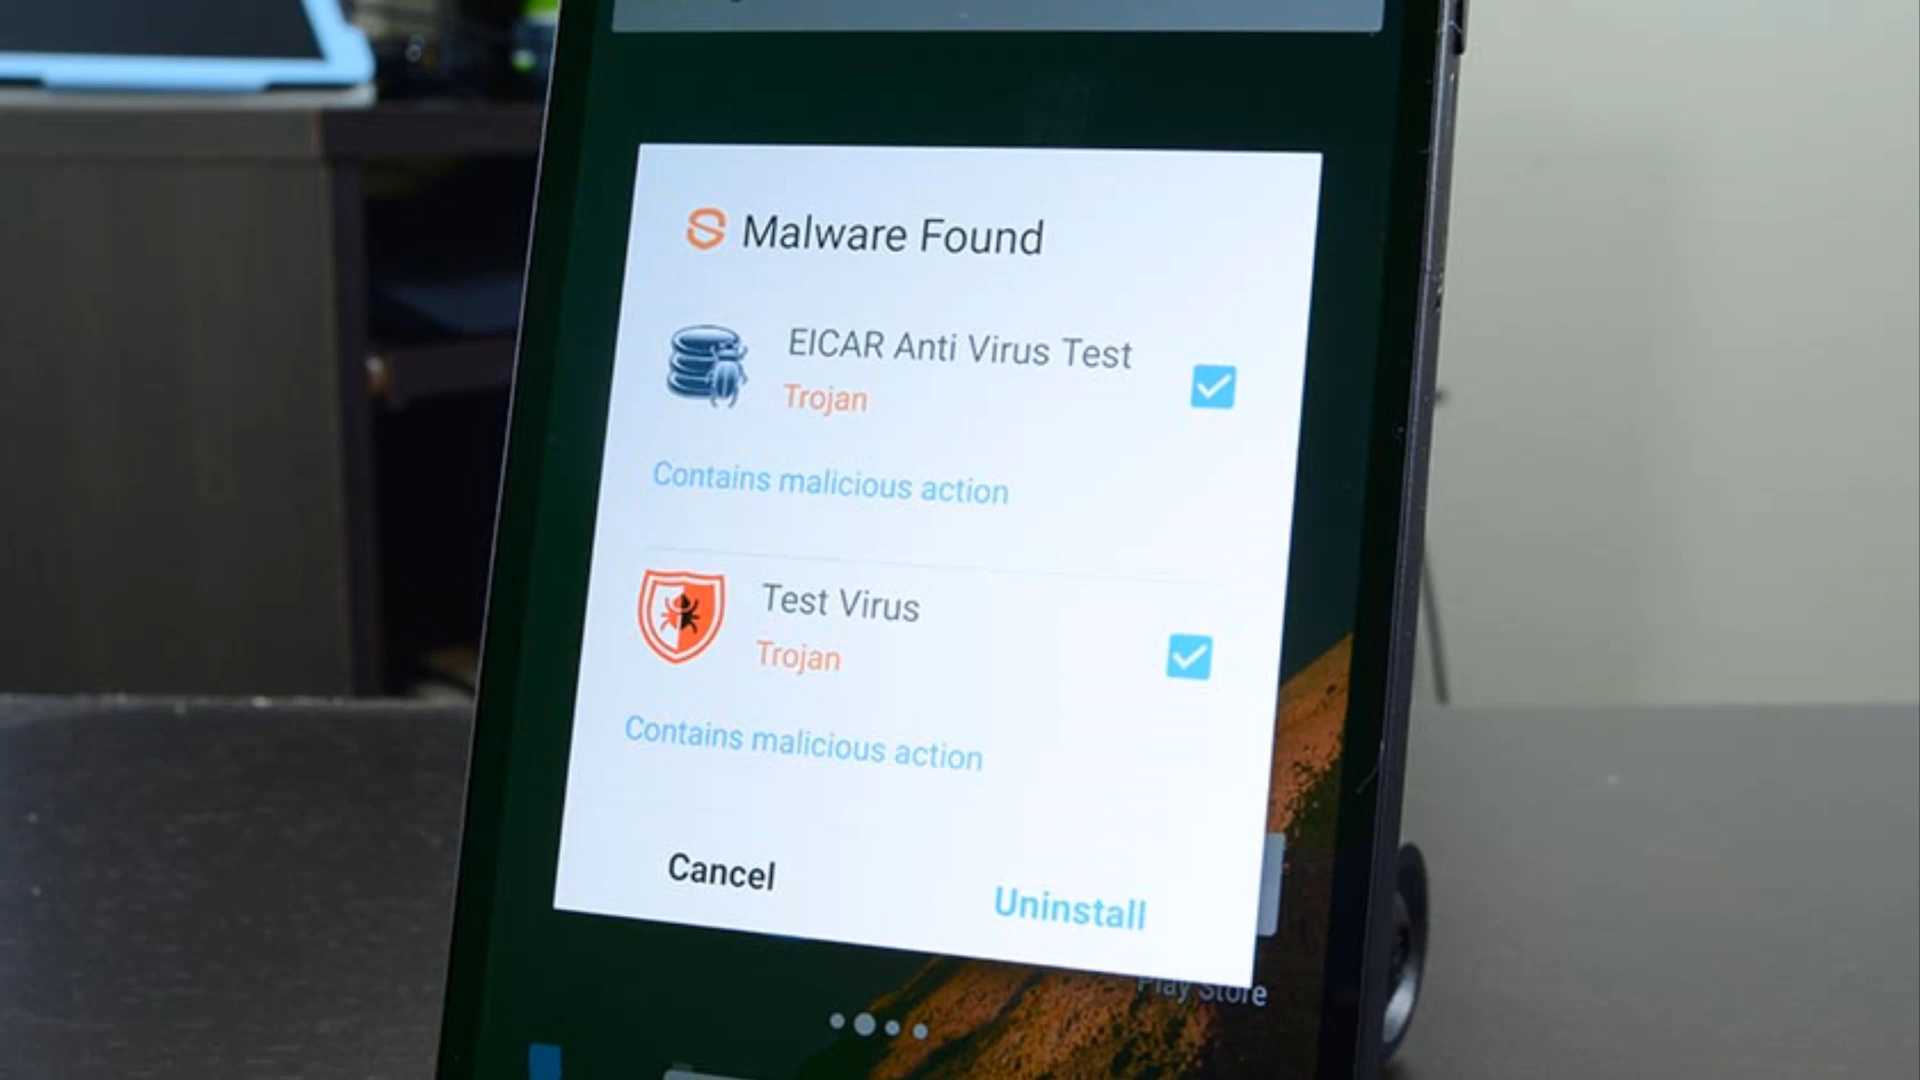 Malware Found
EICAR Anti Virus Test
Trojan
Contains malicious action
Test Virus
Trojan
Contains malicious action
Cancel
Uninstall
Play Store